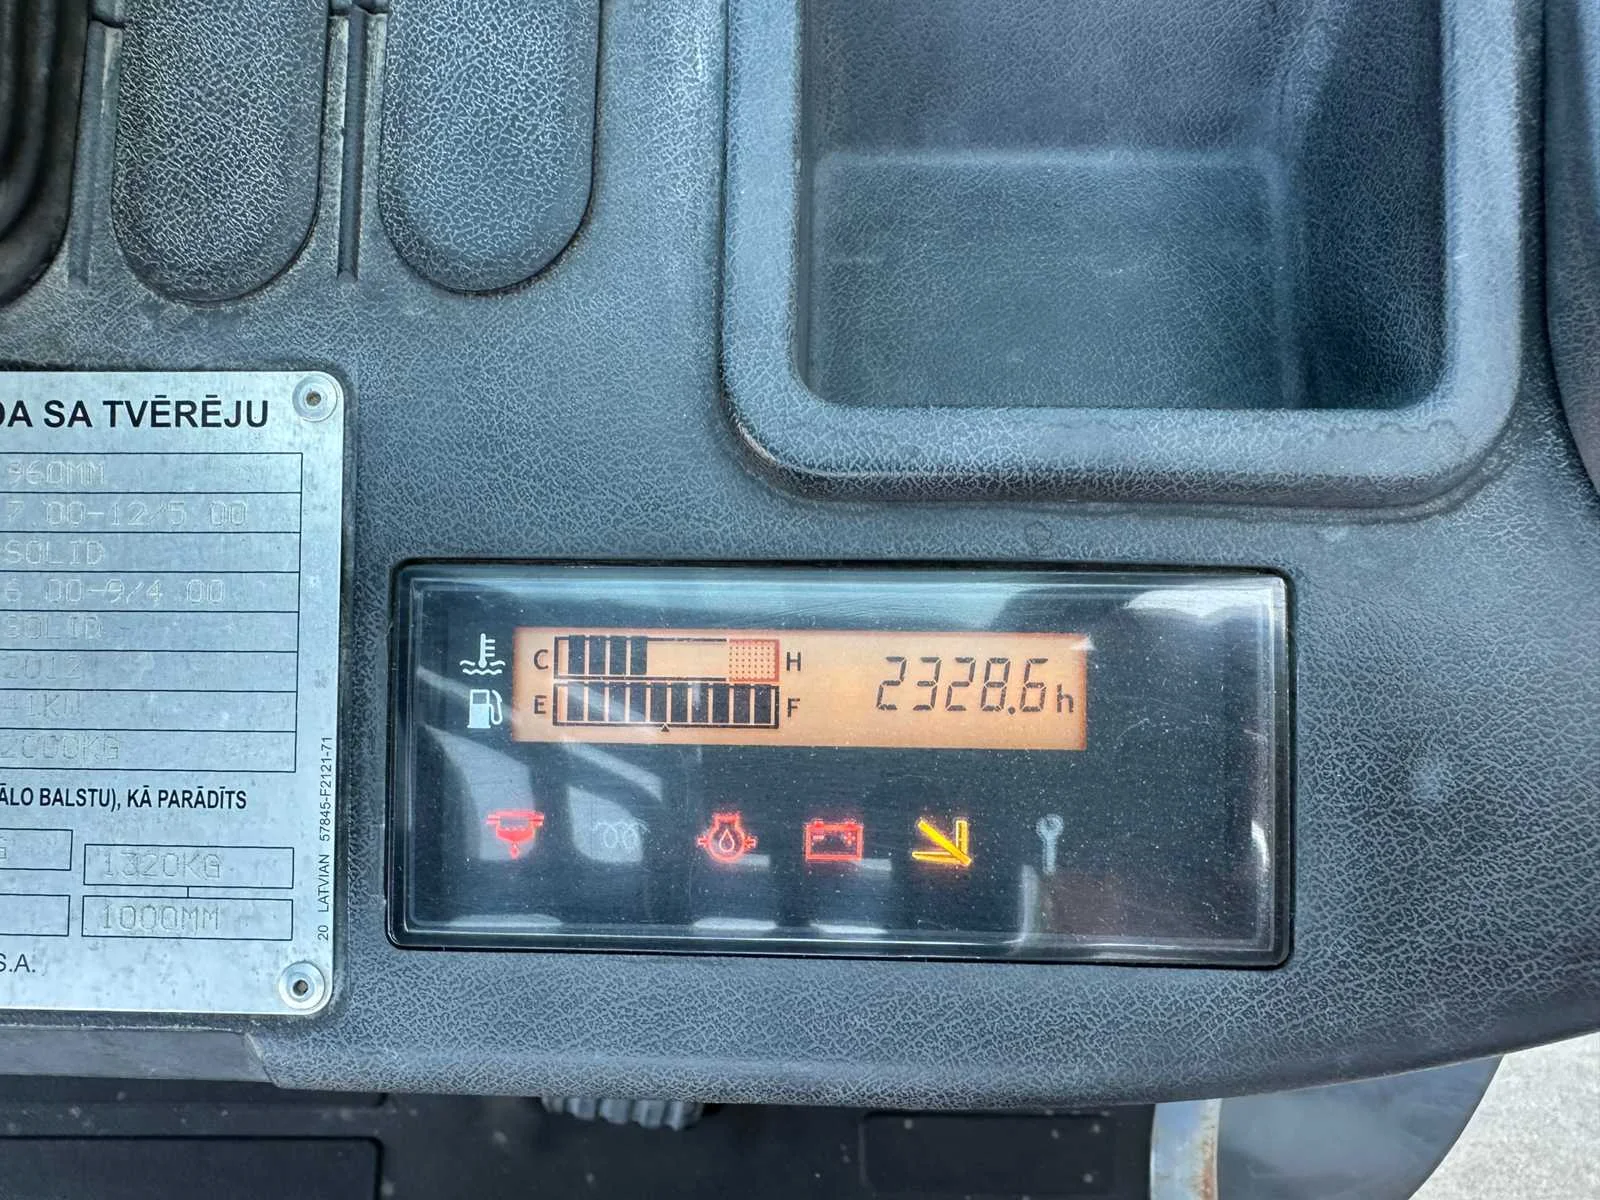 DA SA TVĒRĒJU
960MM
7.00-12/5.00
SOLID
6.00-9/4.00
SOLID
2012
41KW
2000KG
ĀLO BALSTU), KĀ PARĀDĪTS
G
1320KG
1000MM
S.A.
20 LATVIAN 57845-F2121-71
C H 2328.6h
E F